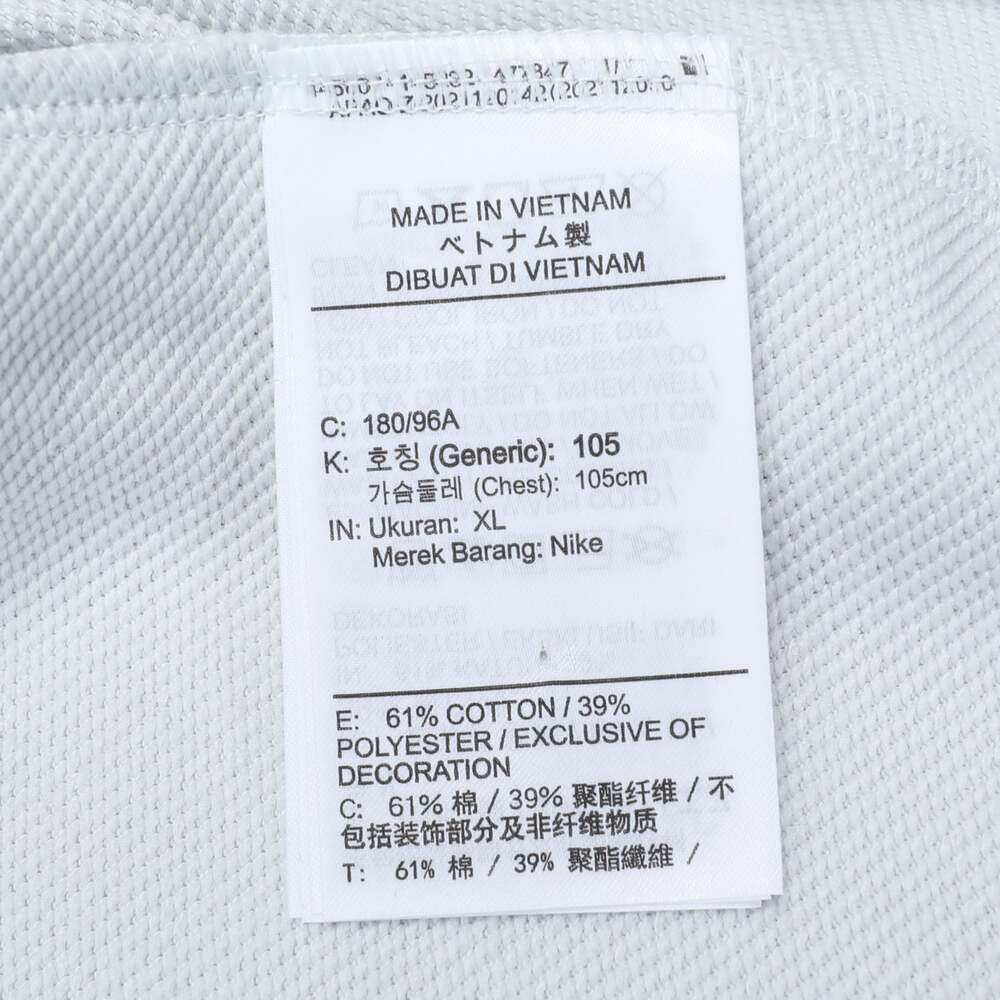 MADE IN VIETNAM
ベトナム製
DIBUAT DI VIETNAM
C: 180/96A
K: 호칭 (Generic): 105
가슴둘레 (Chest): 105cm
IN: Ukuran: XL
Merek Barang: Nike
E: 61% COTTON / 39%
POLYESTER / EXCLUSIVE OF
DECORATION
C: 61% 棉 / 39% 聚酯纤维 / 不
包括装饰部分及非纤维物质
T: 61% 棉 / 39% 聚酯纖維 /